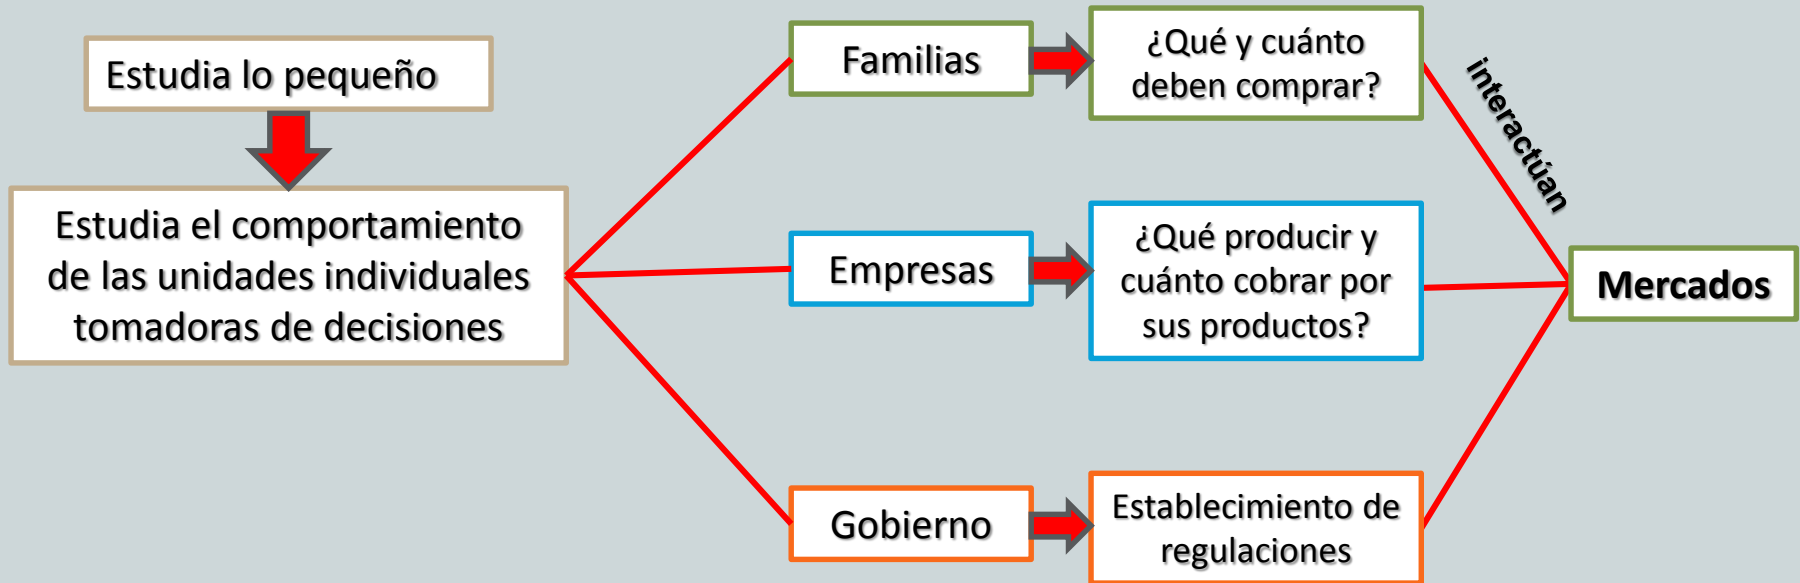 Estudia lo pequeño
Estudia el comportamiento
de las unidades individuales
tomadoras de decisiones
Familias
¿Qué y cuánto
deben comprar?
Empresas
¿Qué producir y
cuánto cobrar por
sus productos?
Gobierno
Establecimiento de
regulaciones
interactúan
Mercados